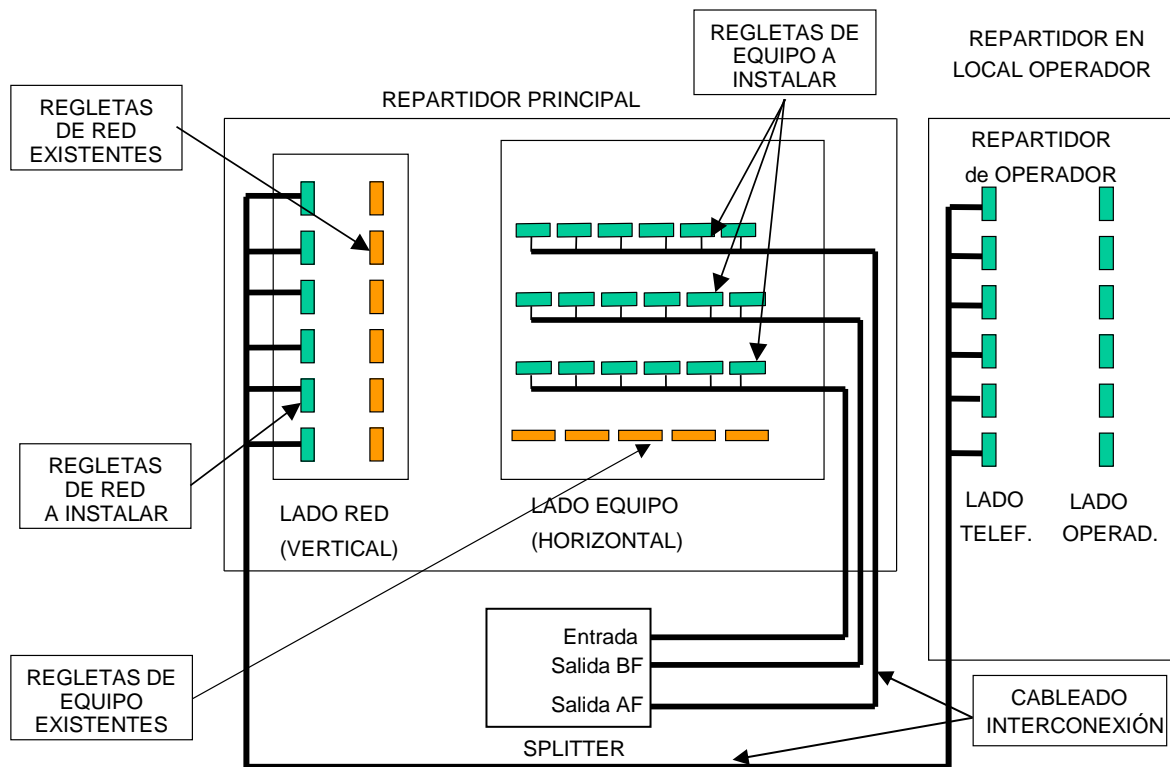 REGLETAS DE
EQUIPO A
INSTALAR
REPARTIDOR EN
LOCAL OPERADOR
REPARTIDOR PRINCIPAL
REGLETAS
DE RED
EXISTENTES
REPARTIDOR
de OPERADOR
REGLETAS
DE RED
A INSTALAR
LADO RED
(VERTICAL)
LADO EQUIPO
(HORIZONTAL)
LADO
TELEF.
LADO
OPERAD.
Entrada
Salida BF
Salida AF
SPLITTER
REGLETAS DE
EQUIPO
EXISTENTES
CABLEADO
INTERCONEXIÓN